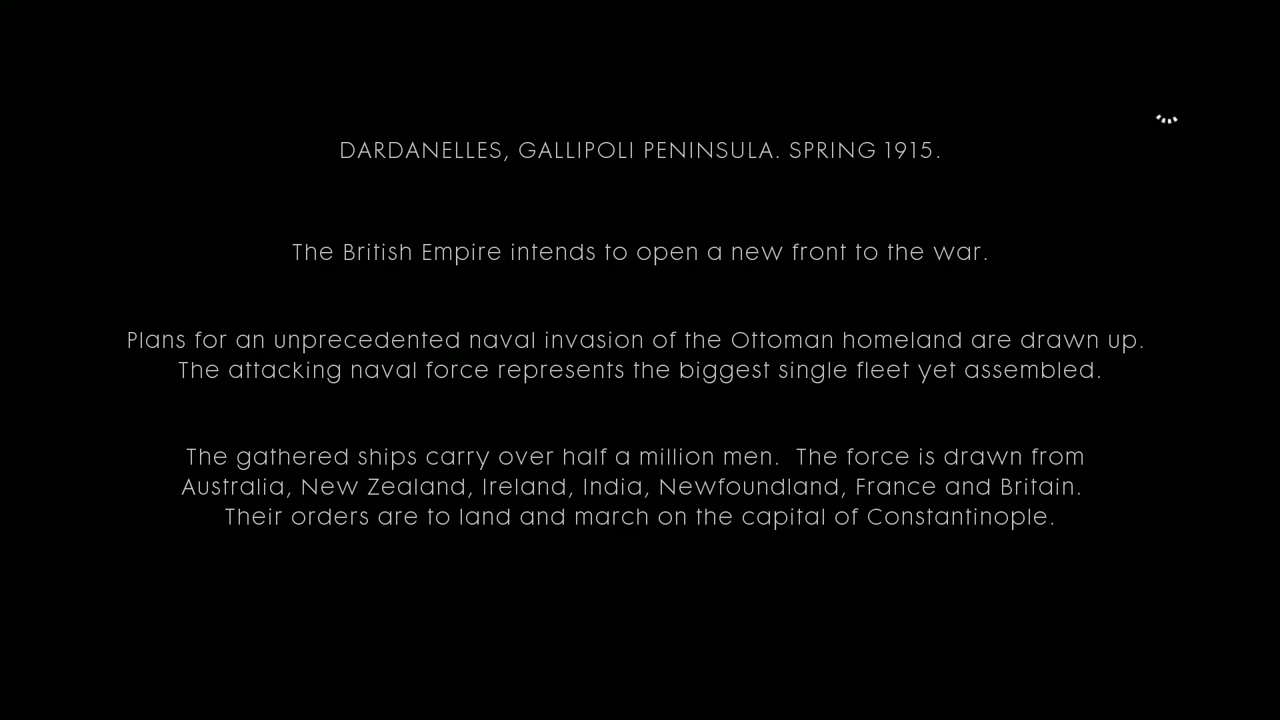 DARDANELLES, GALLIPOLI PENINSULA. SPRING 1915.
The British Empire intends to open a new front to the war.
Plans for an unprecedented naval invasion of the Ottoman homeland are drawn up.
The attacking naval force represents the biggest single fleet yet assembled.
The gathered ships carry over half a million men.  The force is drawn from
Australia, New Zealand, Ireland, India, Newfoundland, France and Britain.
Their orders are to land and march on the capital of Constantinople.